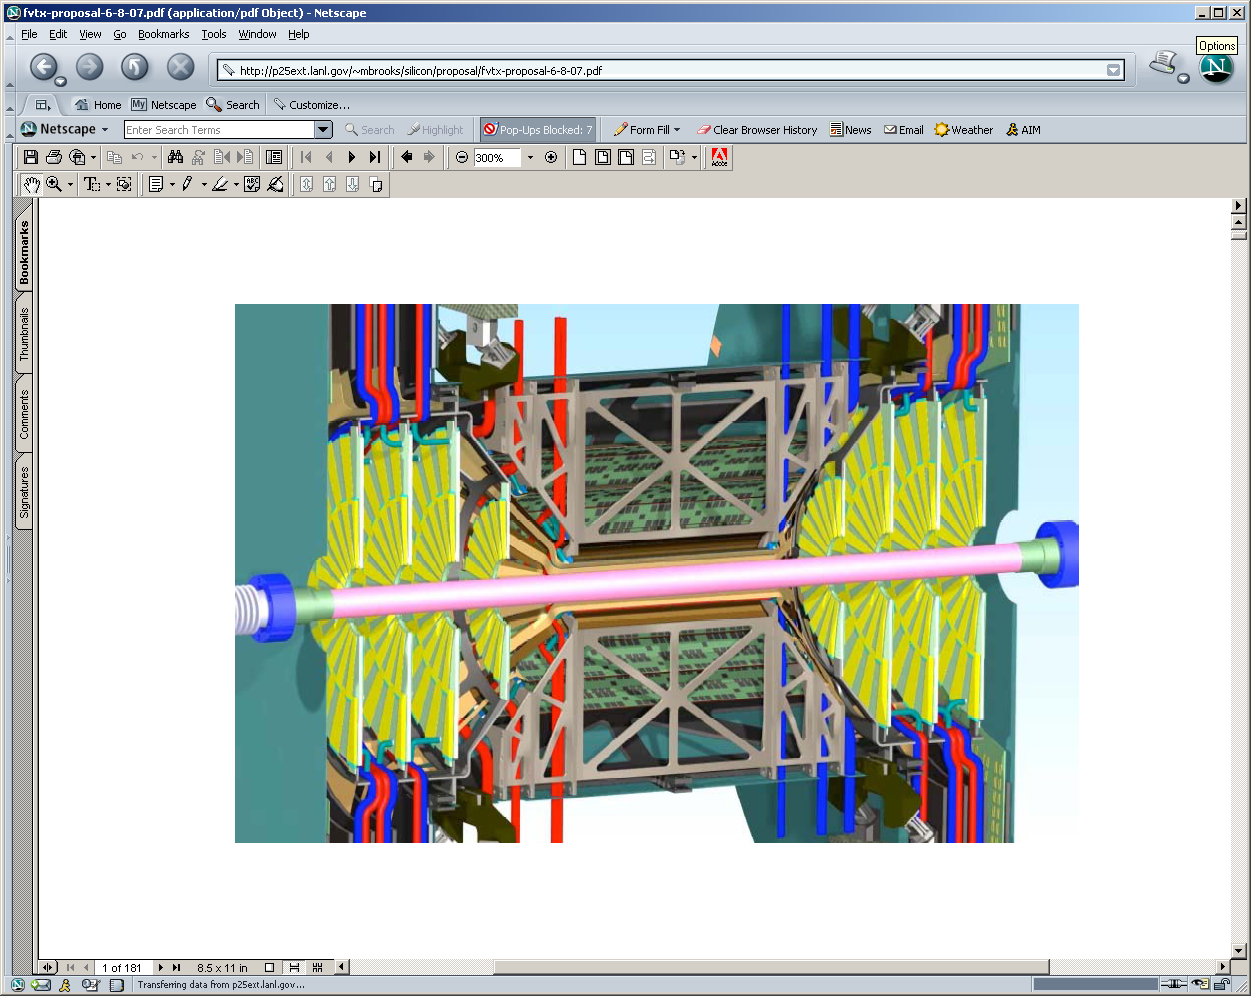 fvtx-proposal-6-8-07.pdf (application/pdf Object) - Netscape
File Edit View Go Bookmarks Tools Window Help
Options
http://p25ext.lanl.gov/~mbrooks/silicon/proposal/fvtx-proposal-6-8-07.pdf
N
Home My Netscape Search Customize...
Netscape Enter Search Terms Search Highlight Pop-Ups Blocked: 7 Form Fill Clear Browser History News Email Weather AIM
300% Adobe
T ABC
Bookmarks
Thumbnails
Comments
Signatures
1 of 181 8.5 x 11 in
Transferring data from p25ext.lanl.gov...